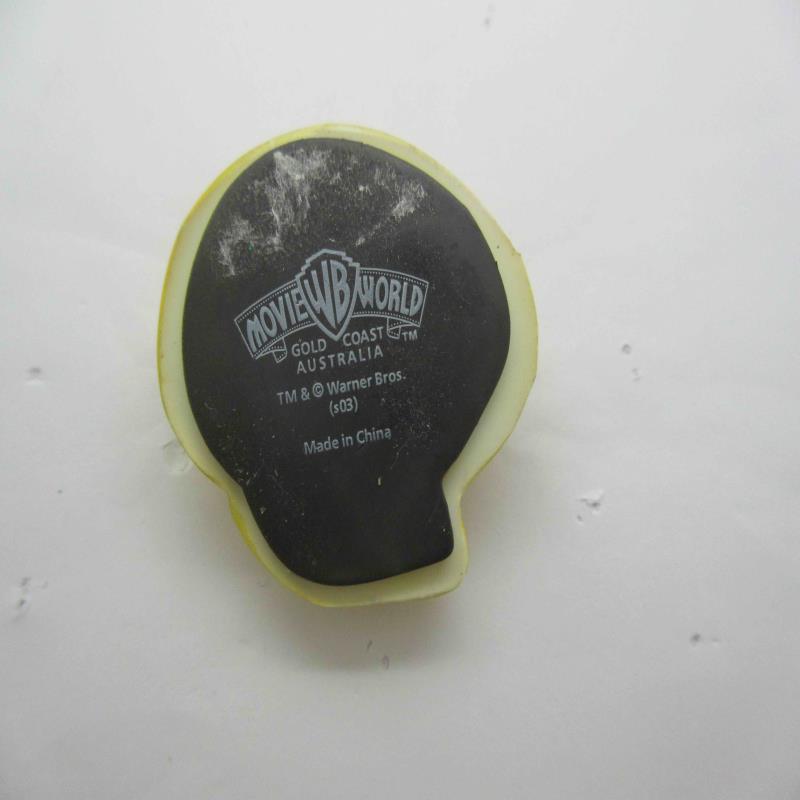 MOVIE WB WORLD TM
GOLD COAST
AUSTRALIA
TM & © Warner Bros.
(s03)
Made in China